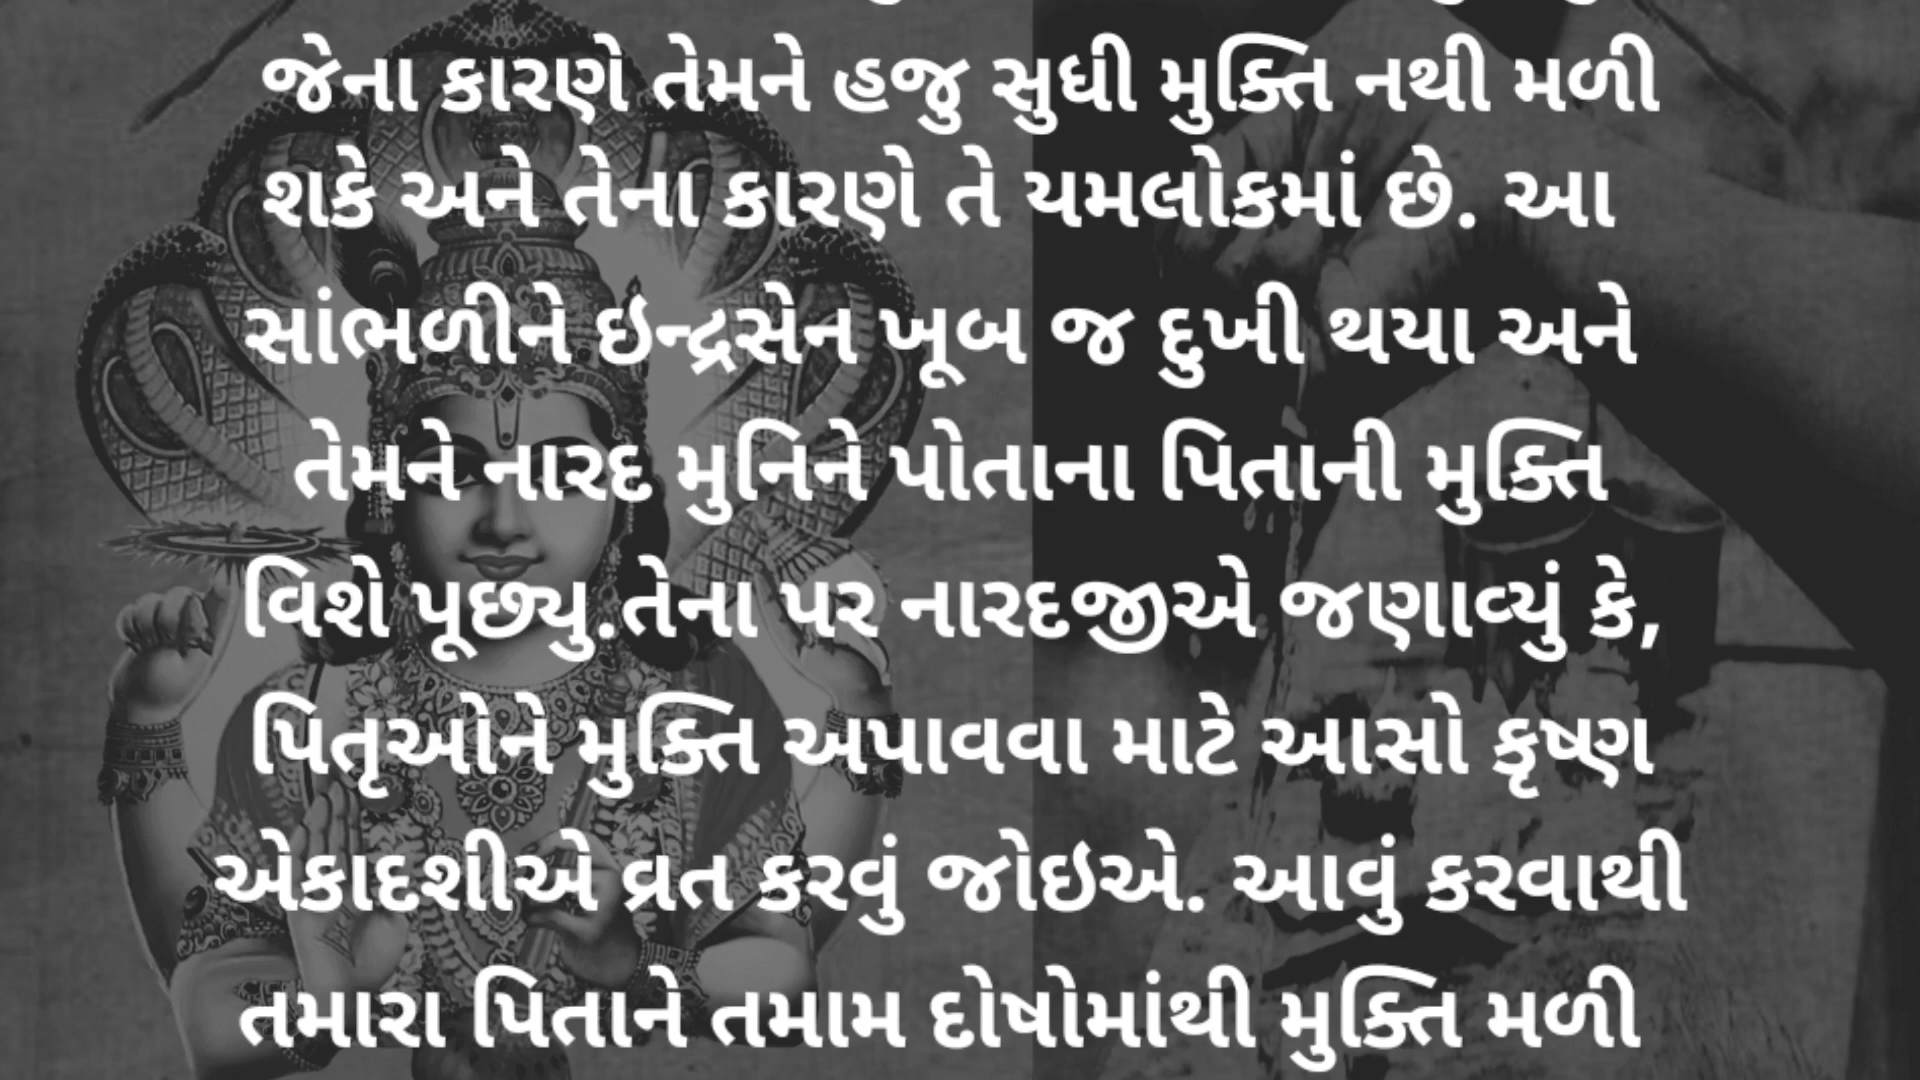 જેના કારણે તેમને હજુ સુધી મુક્તિ નથી મળી
શકે અને તેના કારણે તે યમલોકમાં છે. આ
સાંભળીને ઇન્દ્રસેન ખૂબ જ દુખી થયા અને
તેમને નારદ મુનિને પોતાના પિતાની મુક્તિ
વિશે પૂછ્યુ.તેના પર નારદજીએ જણાવ્યું કે,
પિતૃઓને મુક્તિ અપાવવા માટે આસો કૃષ્ણ
એકાદશીએ વ્રત કરવું જોઇએ. આવું કરવાથી
તમારા પિતાને તમામ દોષોમાંથી મુક્તિ મળી